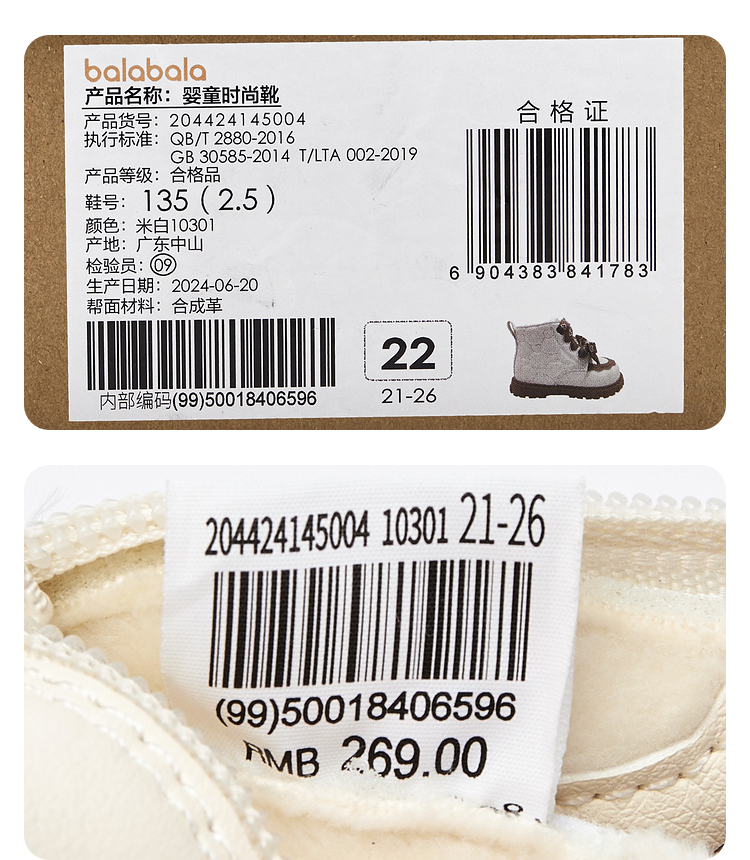 balabala
产品名称：婴童时尚靴
产品货号：204424145004
执行标准：QB/T 2880-2016
GB 30585-2014 T/LTA 002-2019
产品等级：合格品
鞋号：135（2.5）
颜色：米白10301
产地：广东中山
检验员：09
生产日期：2024-06-20
帮面材料：合成革
内部编码(99)50018406596
22
21-26
合格证
6 904383 841783
204424145004 10301 21-26
(99)50018406596
RMB 269.00